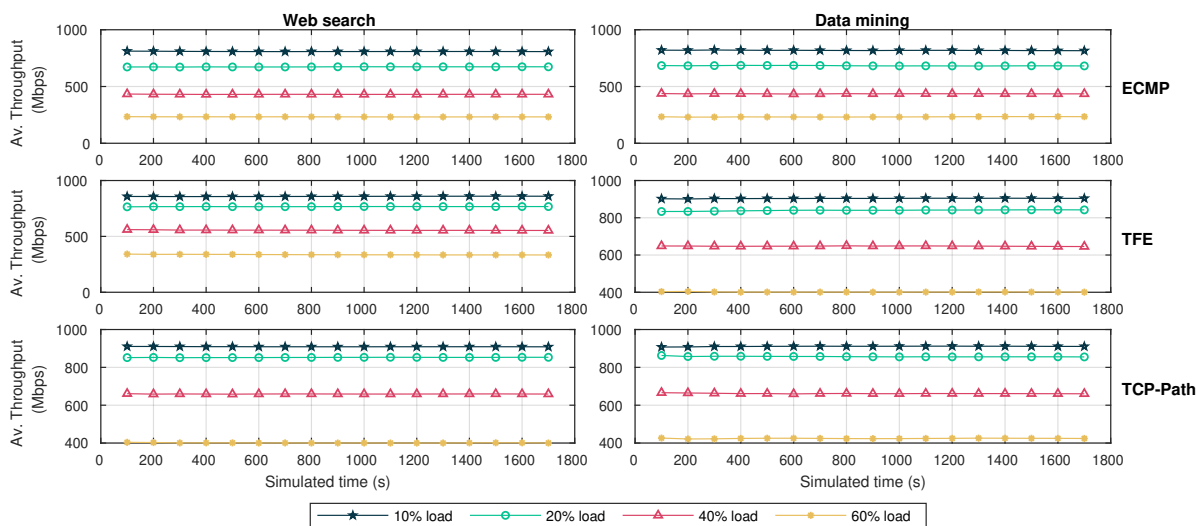 Web search
Data mining
Av. Throughput
(Mbps)
1000
500
0
0 200 400 600 800 1000 1200 1400 1600 1800
1000
500
0
0 200 400 600 800 1000 1200 1400 1600 1800
ECMP
Av. Throughput
(Mbps)
1000
500
0
0 200 400 600 800 1000 1200 1400 1600 1800
1000
800
600
400
0 200 400 600 800 1000 1200 1400 1600 1800
TFE
Av. Throughput
(Mbps)
1000
800
600
400
0 200 400 600 800 1000 1200 1400 1600 1800
Simulated time (s)
1000
800
600
400
0 200 400 600 800 1000 1200 1400 1600 1800
Simulated time (s)
TCP-Path
10% load 20% load 40% load 60% load